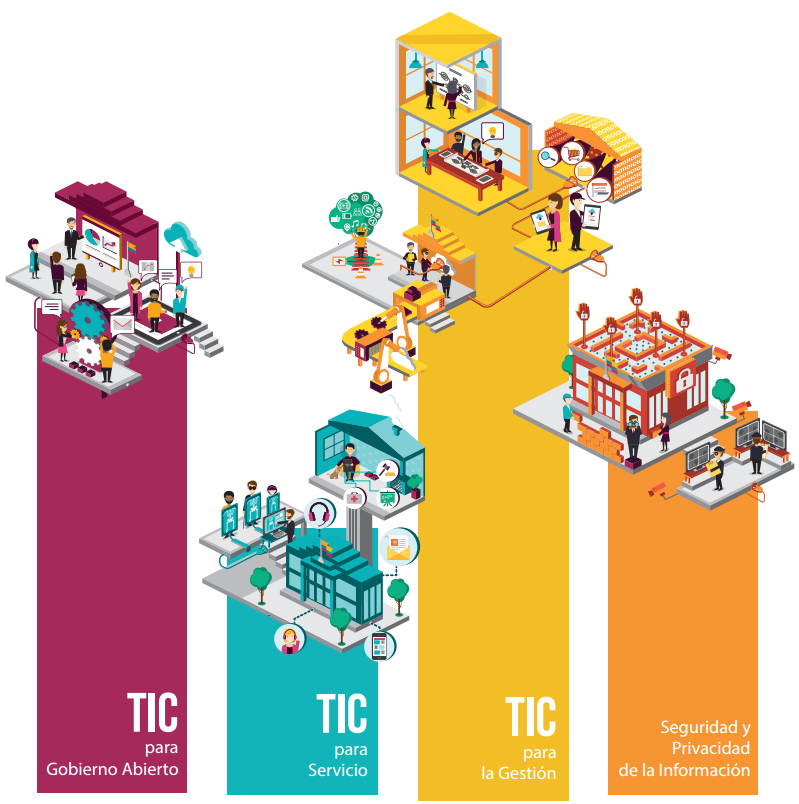 TIC
para
Gobierno Abierto
TIC
para
Servicio
TIC
para
la Gestión
Seguridad y
Privacidad
de la Información